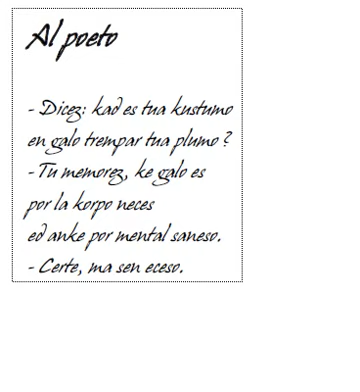 Al poeto
- Dicez: kad es tua kustumo
en galo trempar tua plumo ?
- Tu memorez, ke galo es
por la korpo neces
ed anke por mental saneso.
- Certe, ma sen eceso.